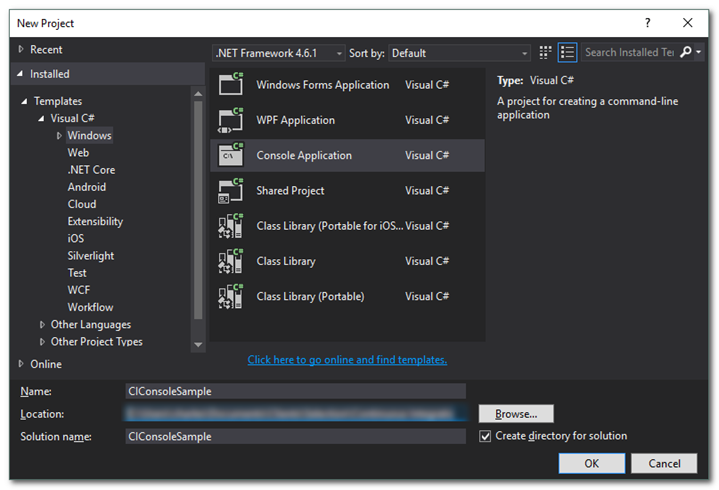 New Project
Recent
Installed
.NET Framework 4.6.1
Sort by: Default
Search Installed Te
Templates
Visual C#
Windows
Web
.NET Core
Android
Cloud
Extensibility
iOS
Silverlight
Test
WCF
Workflow
Other Languages
Other Project Types
Online
Windows Forms Application Visual C#
WPF Application Visual C#
Console Application Visual C#
Shared Project Visual C#
Class Library (Portable for iOS... Visual C#
Class Library Visual C#
Class Library (Portable) Visual C#
Click here to go online and find templates.
Type: Visual C#
A project for creating a command-line
application
Name: CIConsoleSample
Location:
Browse...
Solution name: CIConsoleSample
Create directory for solution
OK
Cancel